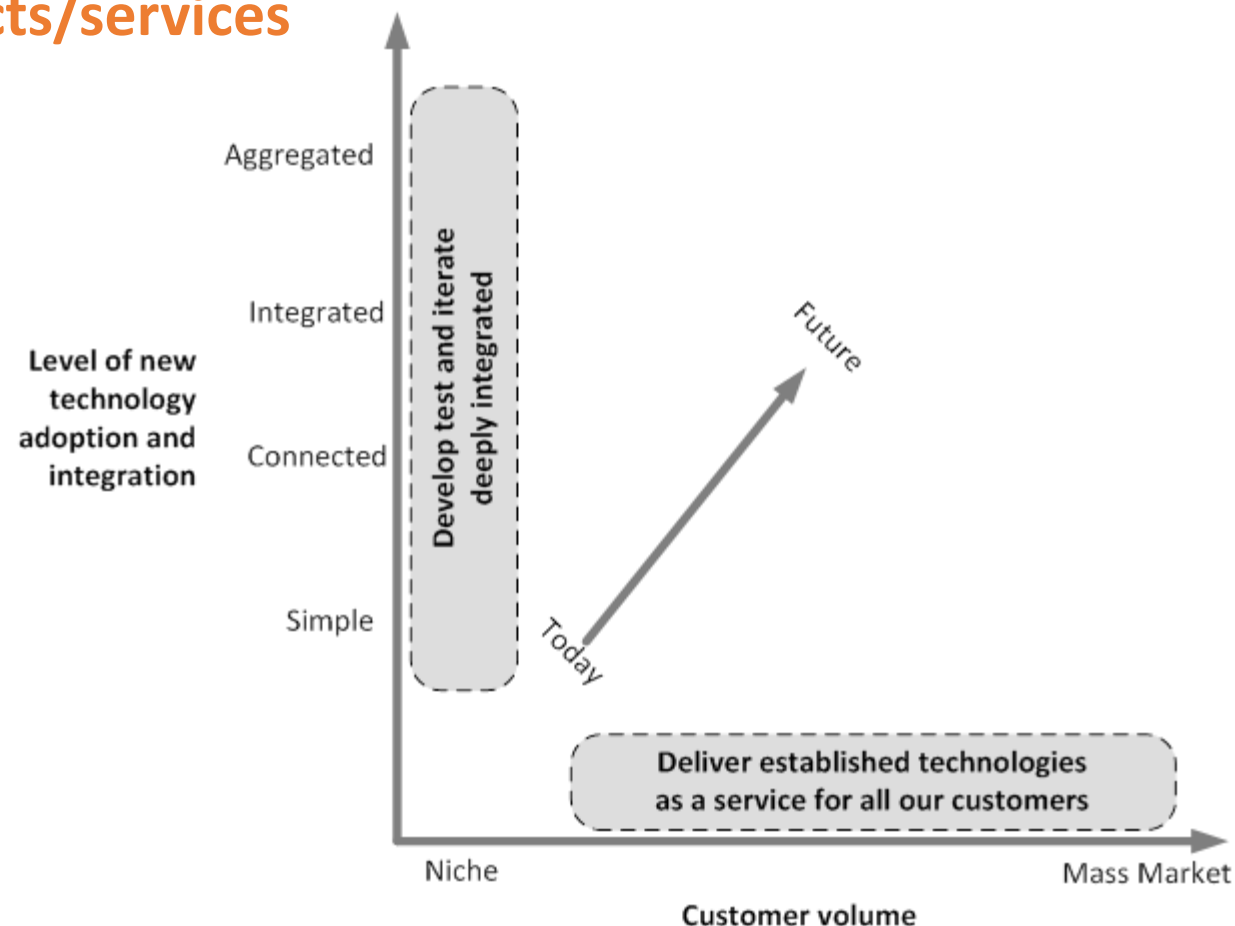 cts/services
Aggregated
Integrated
Connected
Simple
Level of new
technology
adoption and
integration
Develop test and iterate
deeply integrated
Future
Today
Deliver established technologies
as a service for all our customers
Niche
Mass Market
Customer volume